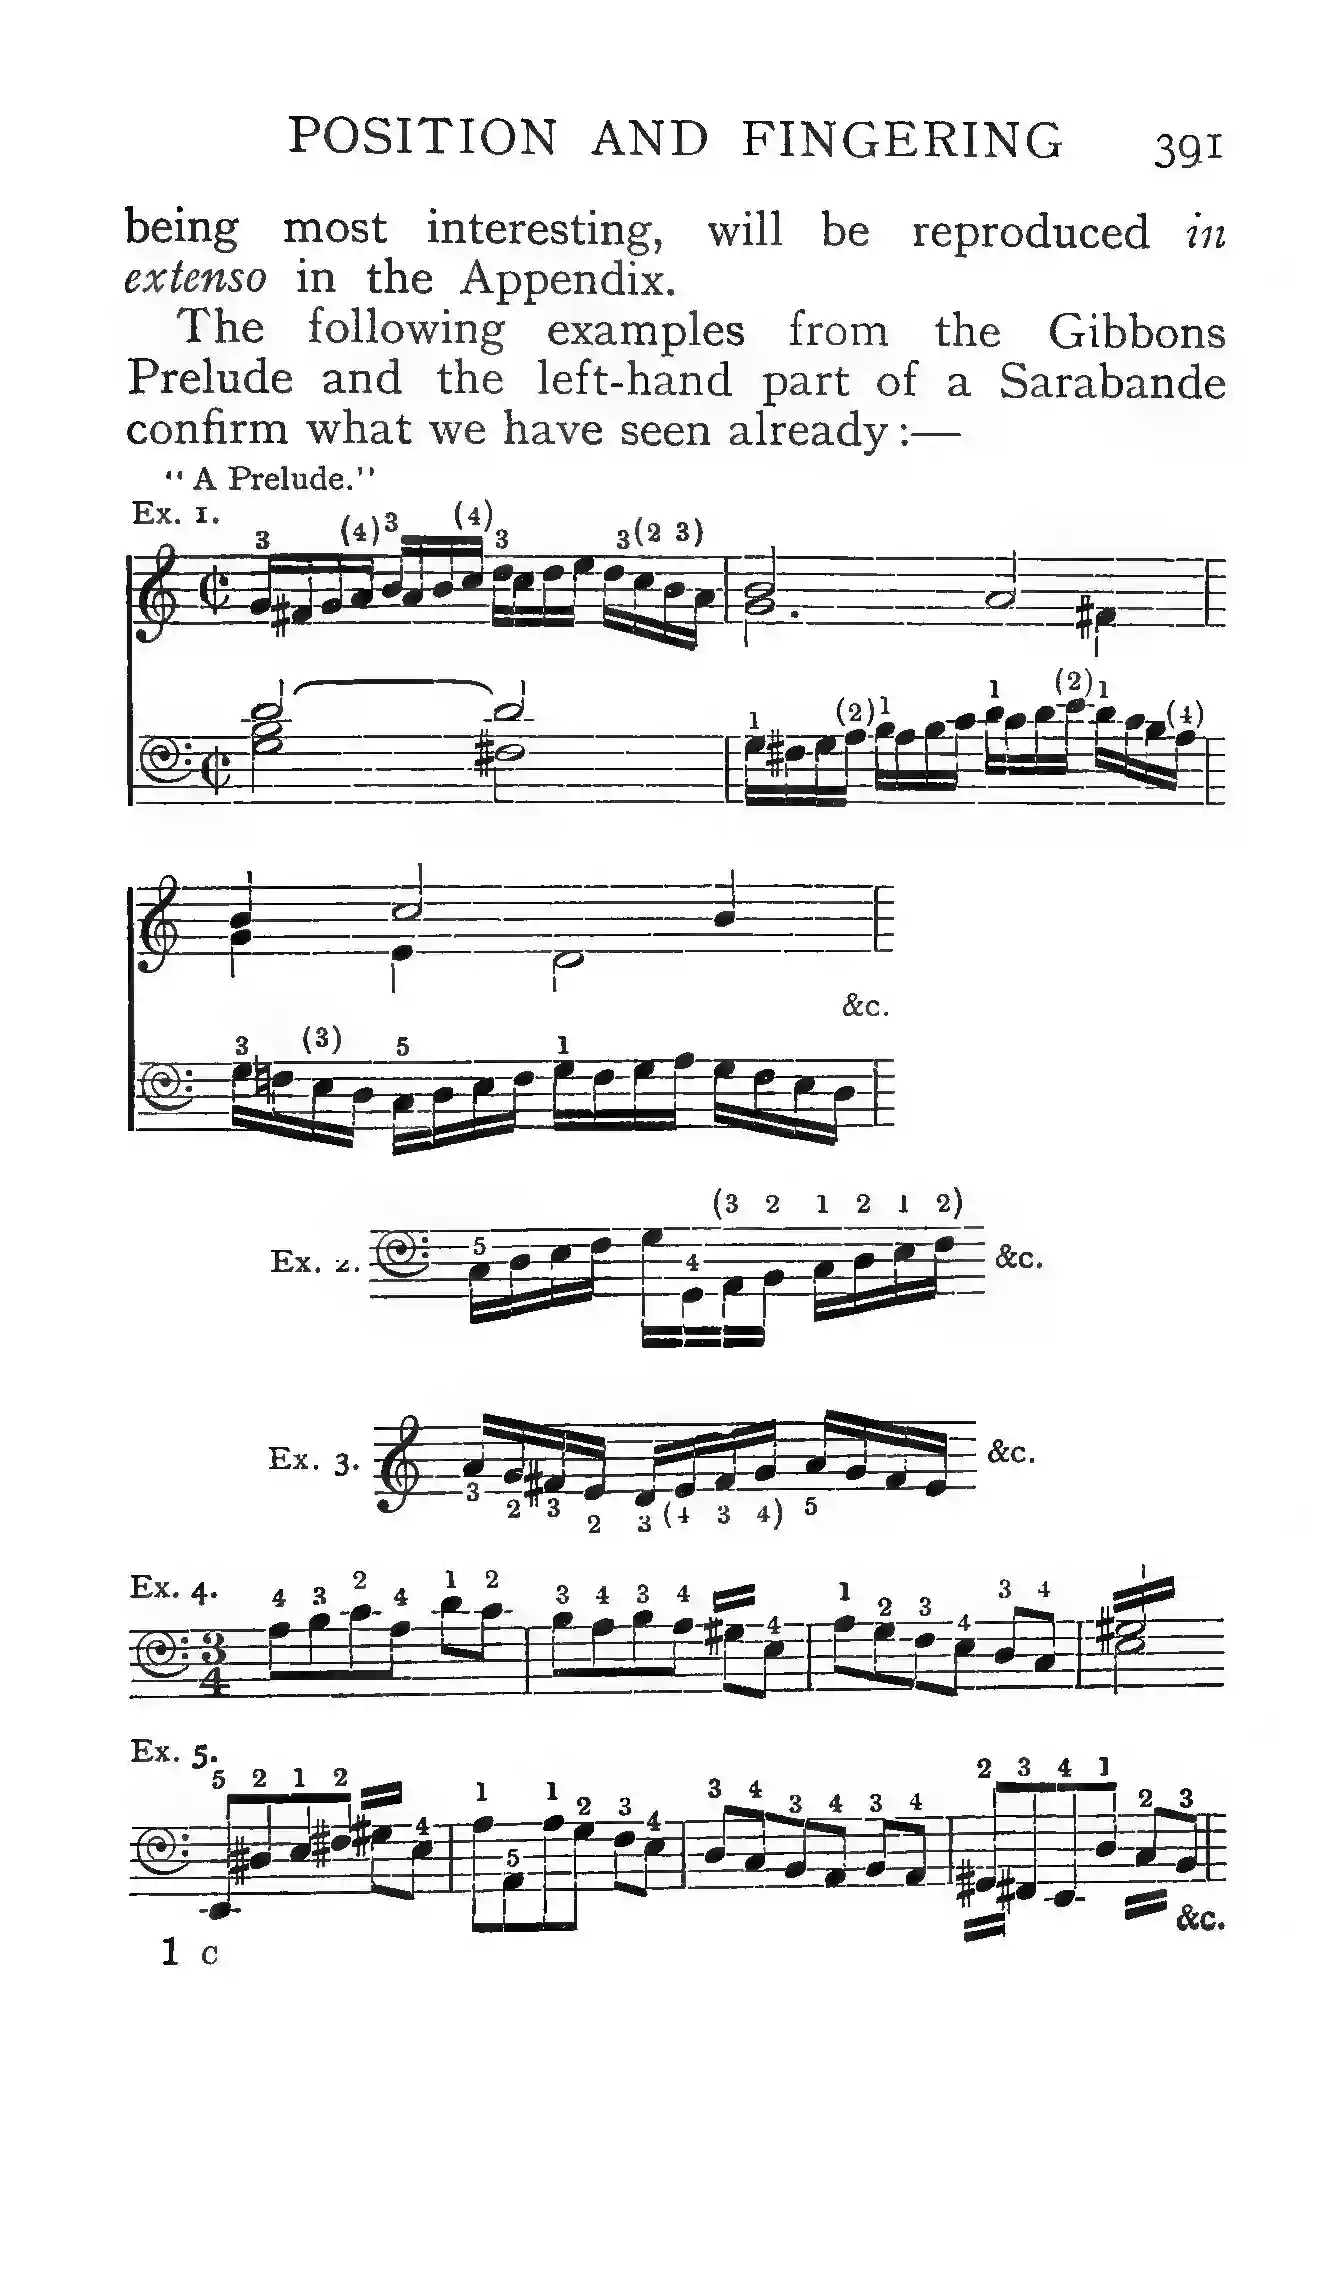 POSITION AND FINGERING 391
being most interesting, will be reproduced in
extenso in the Appendix.
The following examples from the Gibbons
Prelude and the left-hand part of a Sarabande
confirm what we have seen already:—
"A Prelude."
Ex. 1.
3 (4) 3 (4) 3 3 (2 3)
1 (2) 1 1 (2) 1 (4)
&c.
3 (3) 5 1
(3 2 1 2 1 2)
Ex. 2. 5 4 &c.
Ex. 3. &c.
3 2 3 2 3 (4 3 4) 5
Ex. 4. 4 3 2 4 1 2 3 4 3 4 4 1 2 3 4 3 4
3
4
Ex. 5.
5 2 1 2 4 1 5 1 2 3 4 3 4 3 4 3 4 2 3 4 1 2 3
&c.
1 C